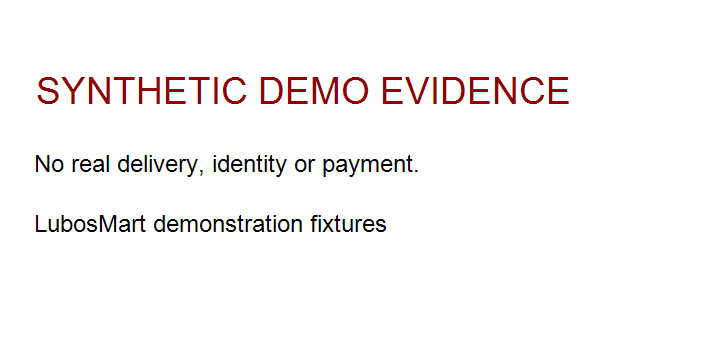 SYNTHETIC DEMO EVIDENCE
No real delivery, identity or payment.
LubosMart demonstration fixtures